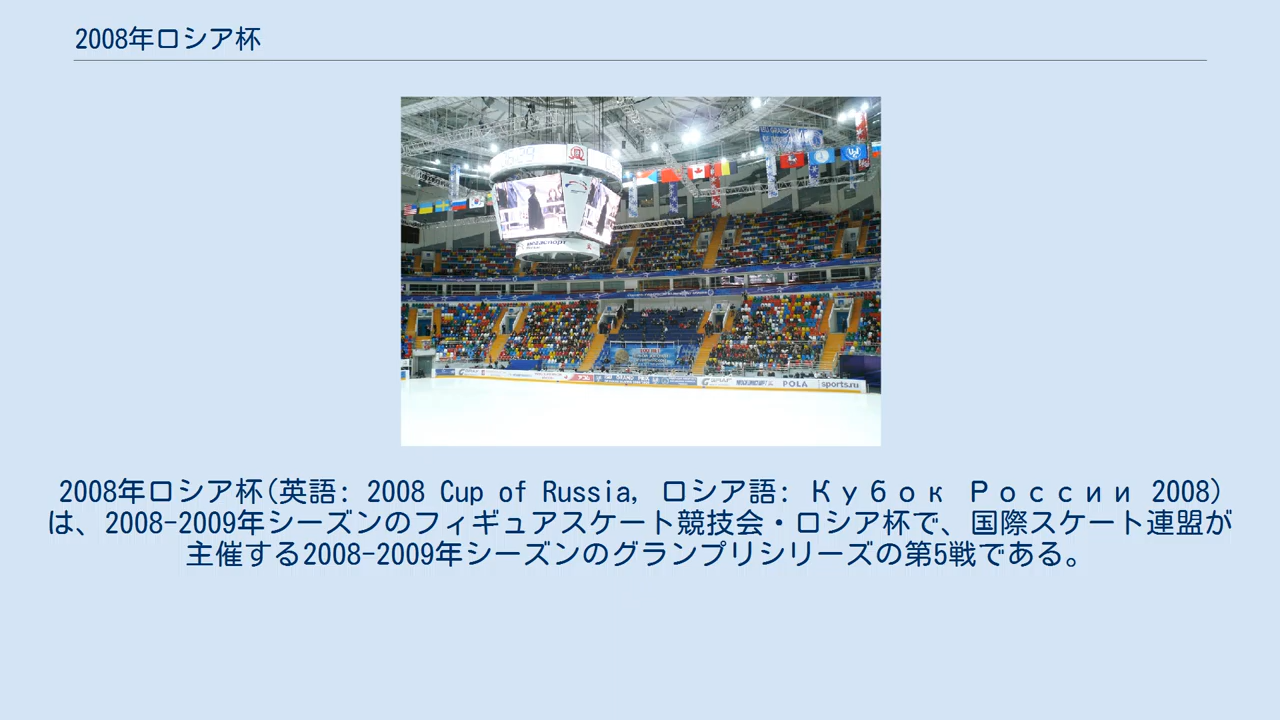 2008年ロシア杯
POLA
sports.ru
2008年ロシア杯(英語: 2008 Cup of Russia, ロシア語: Кубок России 2008)
は、2008-2009年シーズンのフィギュアスケート競技会・ロシア杯で、国際スケート連盟が
主催する2008-2009年シーズンのグランプリシリーズの第5戦である。